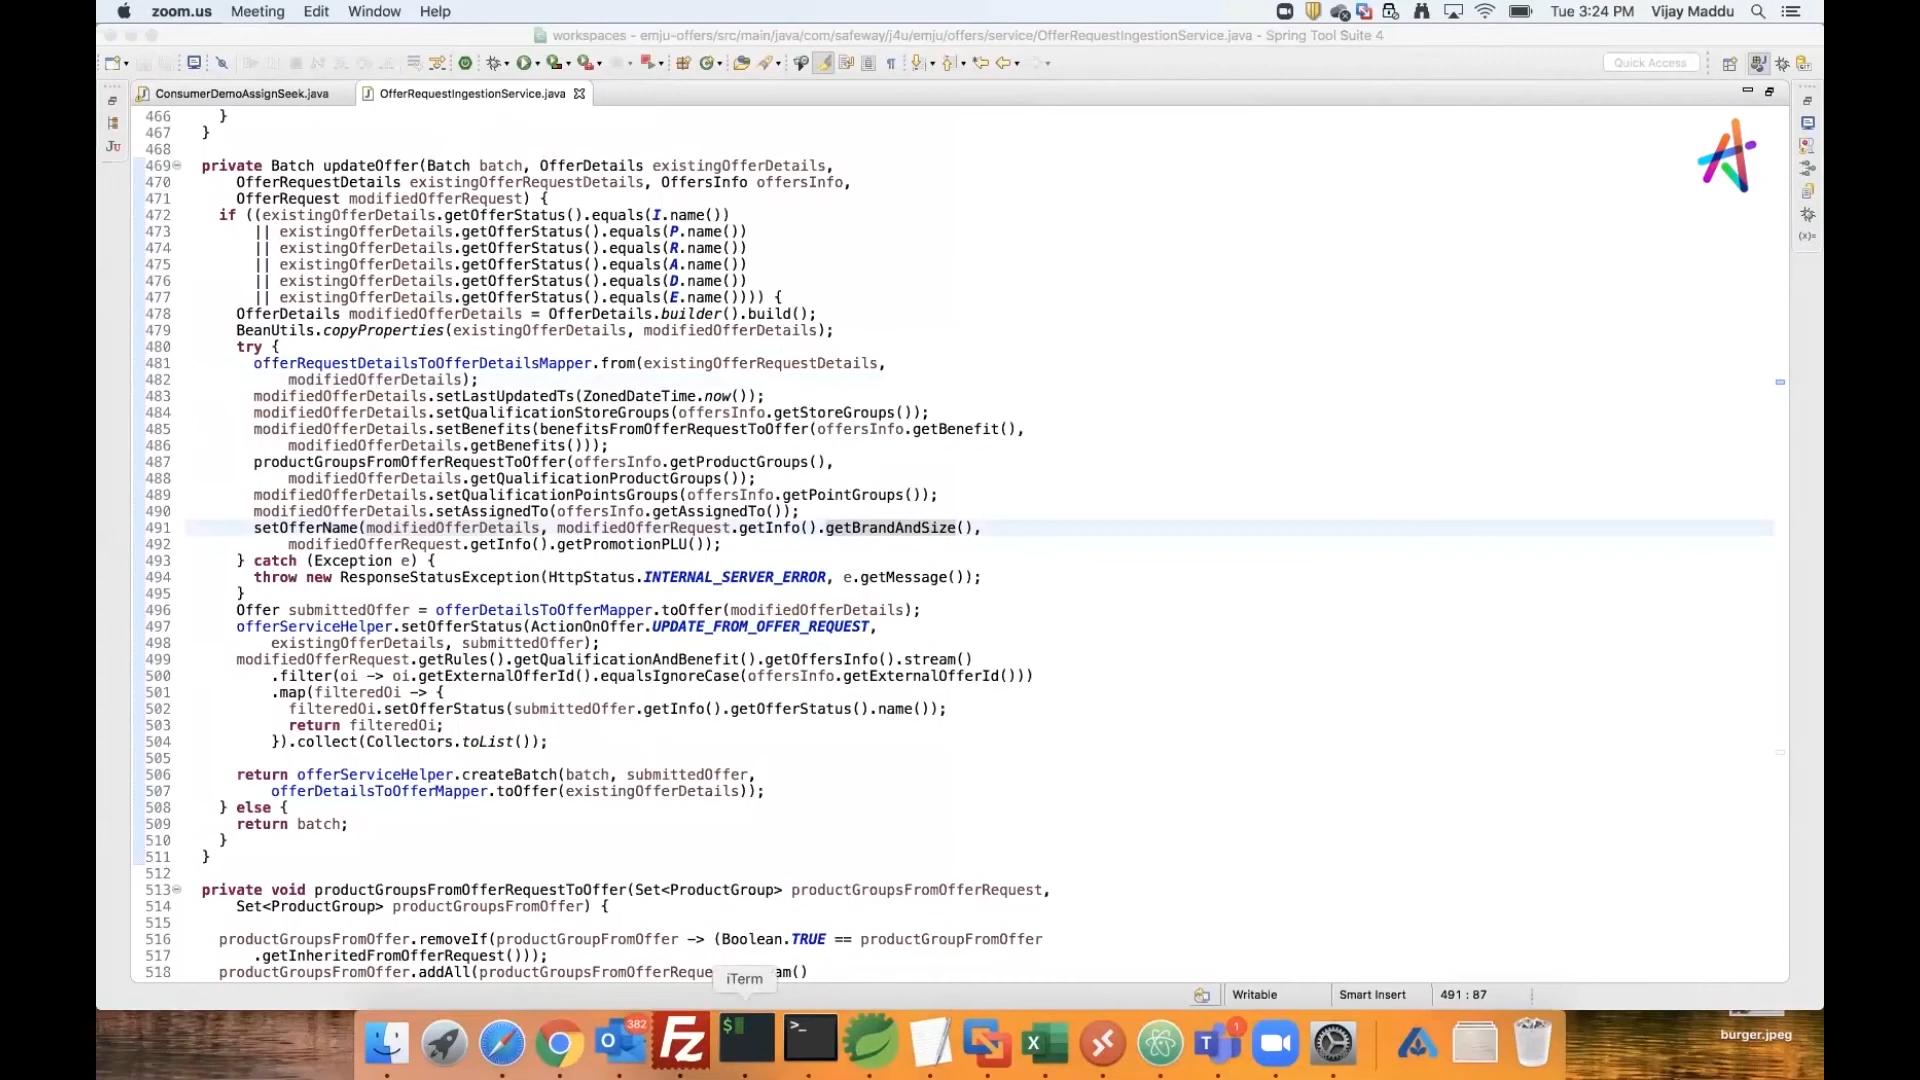 zoom.us Meeting Edit Window Help Tue 3:24 PM Vijay Maddu
workspaces - emju-offers/src/main/java/com/safeway/j4u/emju/offers/service/OfferRequestIngestionService.java - Spring Tool Suite 4
Quick Access
ConsumerDemoAssignSeek.java OfferRequestIngestionService.java
466 }
467 }
468
469 private Batch updateOffer(Batch batch, OfferDetails existingOfferDetails,
470 OfferRequestDetails existingOfferRequestDetails, OffersInfo offersInfo,
471 OfferRequest modifiedOfferRequest) {
472 if ((existingOfferDetails.getOfferStatus().equals(I.name())
473 || existingOfferDetails.getOfferStatus().equals(P.name())
474 || existingOfferDetails.getOfferStatus().equals(R.name())
475 || existingOfferDetails.getOfferStatus().equals(A.name())
476 || existingOfferDetails.getOfferStatus().equals(D.name())
477 || existingOfferDetails.getOfferStatus().equals(E.name()))) {
478 OfferDetails modifiedOfferDetails = OfferDetails.builder().build();
479 BeanUtils.copyProperties(existingOfferDetails, modifiedOfferDetails);
480 try {
481 offerRequestDetailsToOfferDetailsMapper.from(existingOfferRequestDetails,
482 modifiedOfferDetails);
483 modifiedOfferDetails.setLastUpdatedTs(ZonedDateTime.now());
484 modifiedOfferDetails.setQualificationStoreGroups(offersInfo.getStoreGroups());
485 modifiedOfferDetails.setBenefits(benefitsFromOfferRequestToOffer(offersInfo.getBenefit(),
486 modifiedOfferDetails.getBenefits()));
487 productGroupsFromOfferRequestToOffer(offersInfo.getProductGroups(),
488 modifiedOfferDetails.getQualificationProductGroups());
489 modifiedOfferDetails.setQualificationPointsGroups(offersInfo.getPointGroups());
490 modifiedOfferDetails.setAssignedTo(offersInfo.getAssignedTo());
491 setOfferName(modifiedOfferDetails, modifiedOfferRequest.getInfo().getBrandAndSize(),
492 modifiedOfferRequest.getInfo().getPromotionPLU());
493 } catch (Exception e) {
494 throw new ResponseStatusException(HttpStatus.INTERNAL_SERVER_ERROR, e.getMessage());
495 }
496 Offer submittedOffer = offerDetailsToOfferMapper.toOffer(modifiedOfferDetails);
497 offerServiceHelper.setOfferStatus(ActionOnOffer.UPDATE_FROM_OFFER_REQUEST,
498 existingOfferDetails, submittedOffer);
499 modifiedOfferRequest.getRules().getQualificationAndBenefit().getOffersInfo().stream()
500 .filter(oi -> oi.getExternalOfferId().equalsIgnoreCase(offersInfo.getExternalOfferId()))
501 .map(filteredOi -> {
502 filteredOi.setOfferStatus(submittedOffer.getInfo().getOfferStatus().name());
503 return filteredOi;
504 }).collect(Collectors.toList());
505
506 return offerServiceHelper.createBatch(batch, submittedOffer,
507 offerDetailsToOfferMapper.toOffer(existingOfferDetails));
508 } else {
509 return batch;
510 }
511 }
512
513 private void productGroupsFromOfferRequestToOffer(Set<ProductGroup> productGroupsFromOfferRequest,
514 Set<ProductGroup> productGroupsFromOffer) {
515
516 productGroupsFromOffer.removeIf(productGroupFromOffer -> (Boolean.TRUE == productGroupFromOffer
517 .getInheritedFromOfferRequest()));
518 productGroupsFromOffer.addAll(productGroupsFromOfferReque am()
iTerm
Writable Smart Insert 491 : 87
382
1
burger.jpeg